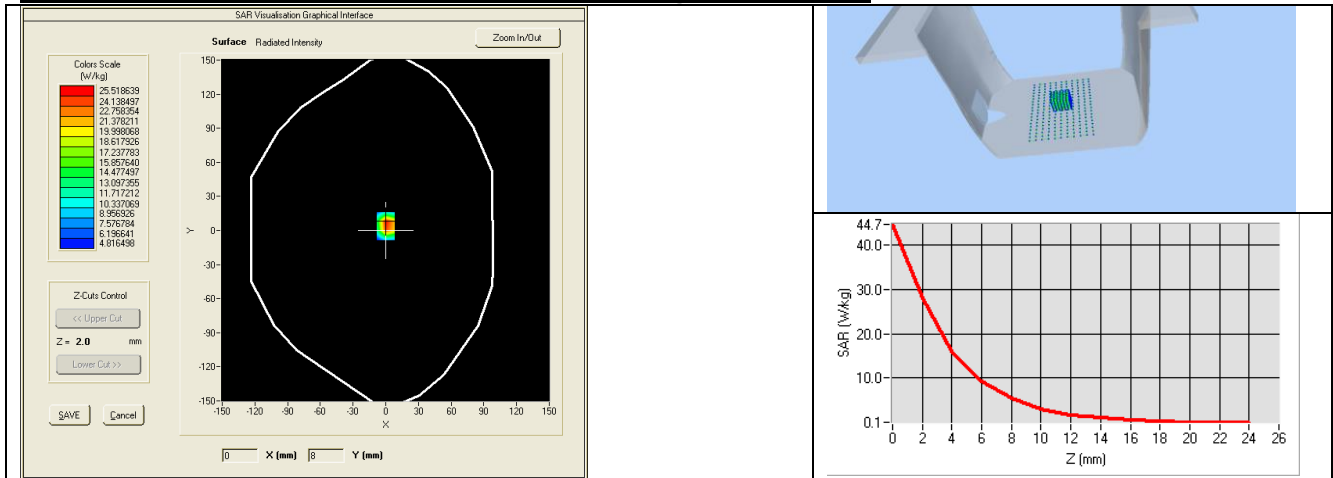 SAR Visualisation Graphical Interface
Surface Radiated Intensity
Zoom In/Out
Colors Scale
(W/kg)
25.518639
24.138497
22.758354
21.378211
19.998068
18.617926
17.237783
15.857640
14.477497
13.097355
11.717212
10.337069
8.956926
7.576784
6.196641
4.816498
Z-Cuts Control
<< Upper Cut
Z = 2.0 mm
Lower Cut >>
SAVE Cancel
150-
120-
90-
60-
30-
Y 0-
-30-
-60-
-90-
-120-
-150-
-150 -120 -90 -60 -30 0 30 60 90 120 150
X
0 X (mm) 8 Y (mm)
44.7-
40.0-
30.0-
20.0-
10.0-
0.1-
SAR (W/kg)
0 2 4 6 8 10 12 14 16 18 20 22 24 26
Z (mm)